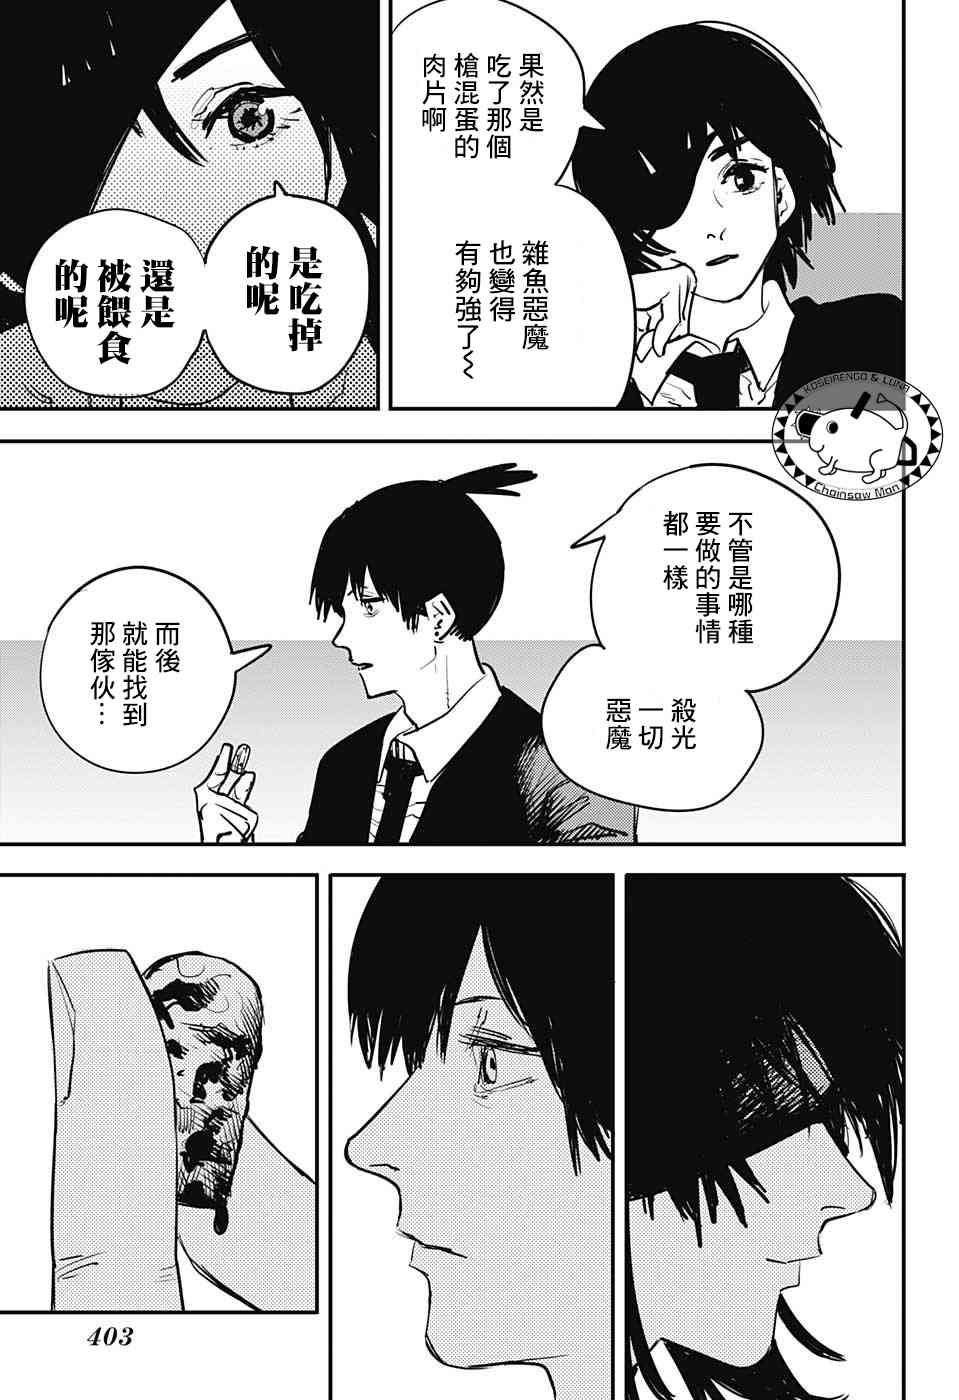 果然是
吃了那個
槍混蛋的
肉片啊
雜魚惡魔
也變得
有夠強了～
是吃掉
的呢
還是
被餵食
的呢
KOSEIRENGO & LUNA
Chainsaw Man
不管是哪種
要做的事情
都一樣
殺光
一切
惡魔
而後
就能找到
那傢伙…
403